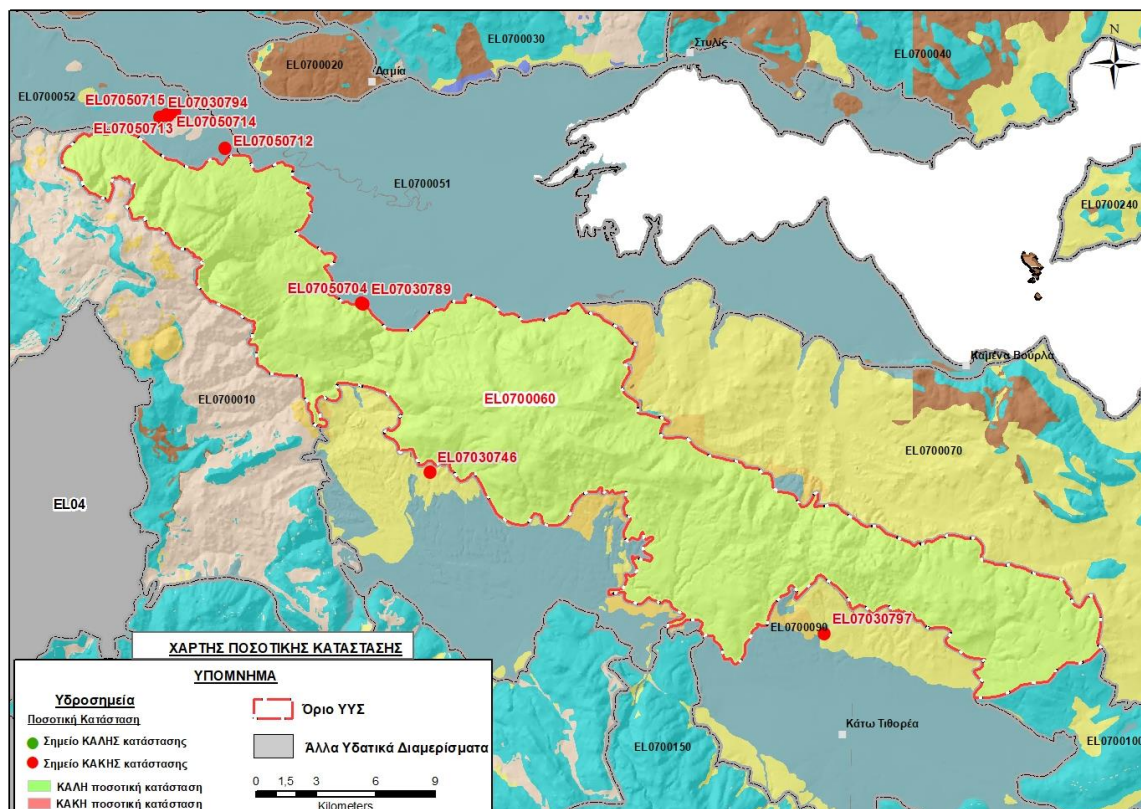 EL0700030
Στυλίς
EL0700040
N
EL0700020
Δαμία
EL0700052
EL07050715
EL07030794
EL07050713
EL07050714
EL07050712
EL0700051
EL0700240
EL07050704
EL07030789
Καμένα Βούρλα
EL0700010
EL0700060
EL0700070
EL07030746
EL04
EL07030797
EL0700090
Κάτω Τιθορέα
EL0700150
EL0700100
ΧΑΡΤΗΣ ΠΟΣΟΤΙΚΗΣ ΚΑΤΑΣΤΑΣΗΣ
ΥΠΟΜΝΗΜΑ
Υδροσημεία
Ποσοτική Κατάσταση
Σημείο ΚΑΛΗΣ κατάστασης
Σημείο ΚΑΚΗΣ κατάστασης
ΚΑΛΗ ποσοτική κατάσταση
ΚΑΚΗ ποσοτική κατάσταση
Όριο ΥΥΣ
Άλλα Υδατικά Διαμερίσματα
0 1,5 3 6 9
Kilometers